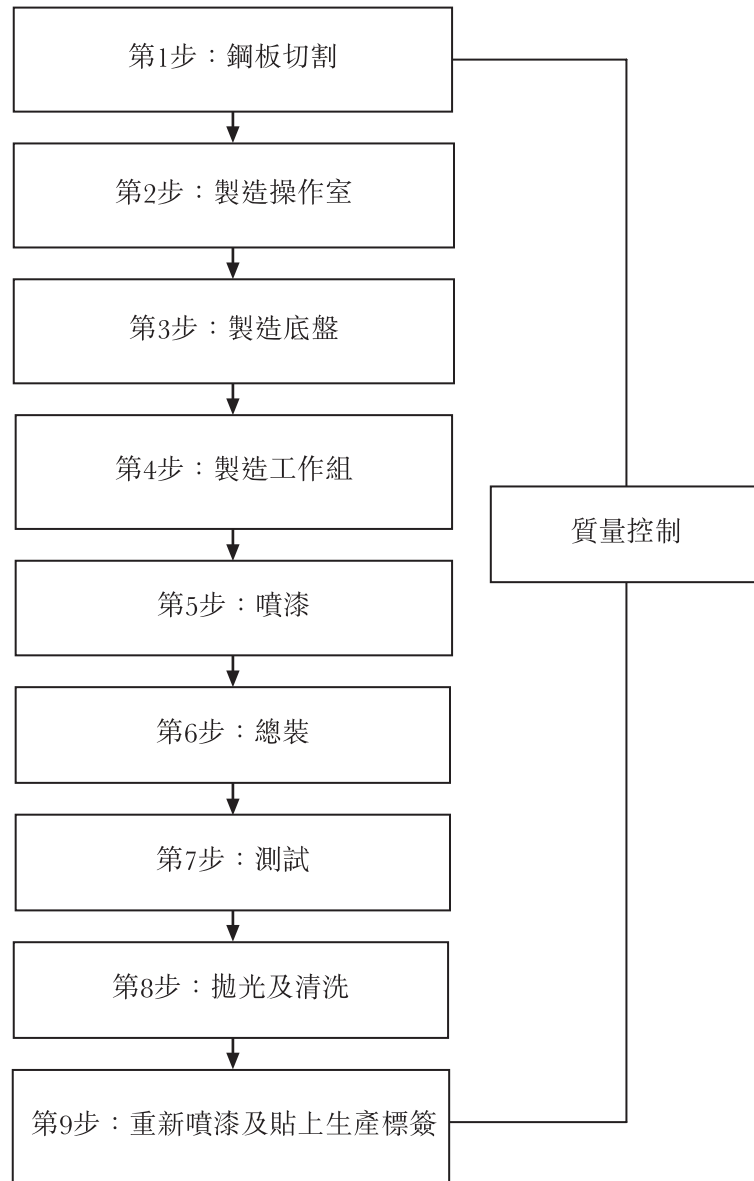 第1步：鋼板切割
第2步：製造操作室
第3步：製造底盤
第4步：製造工作組
質量控制
第5步：噴漆
第6步：總裝
第7步：測試
第8步：拋光及清洗
第9步：重新噴漆及貼上生產標簽